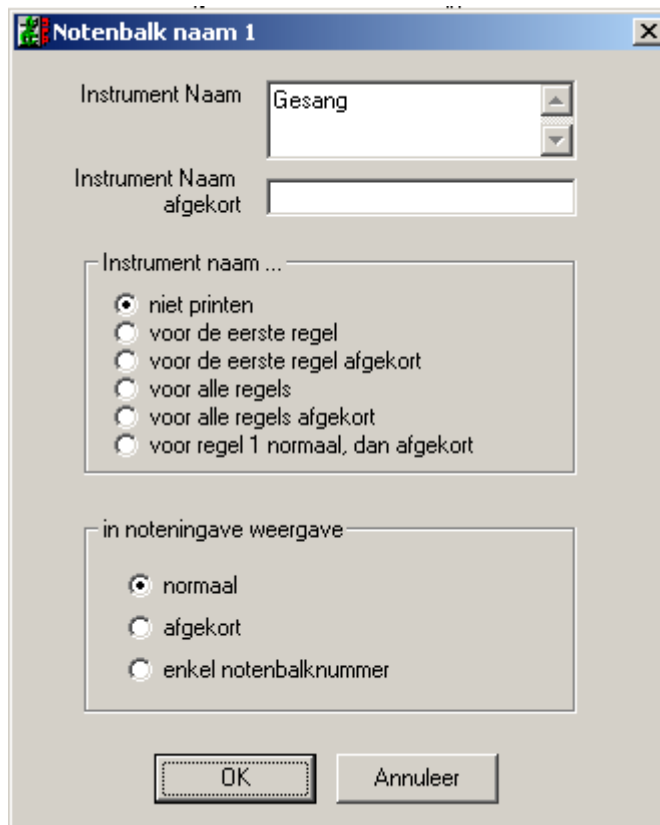 Notenbalk naam 1
Instrument Naam
Gesang
Instrument Naam
afgekort
Instrument naam ...
niet printen
voor de eerste regel
voor de eerste regel afgekort
voor alle regels
voor alle regels afgekort
voor regel 1 normaal, dan afgekort
in noteningave weergave
normaal
afgekort
enkel notenbalknummer
OK
Annuleer